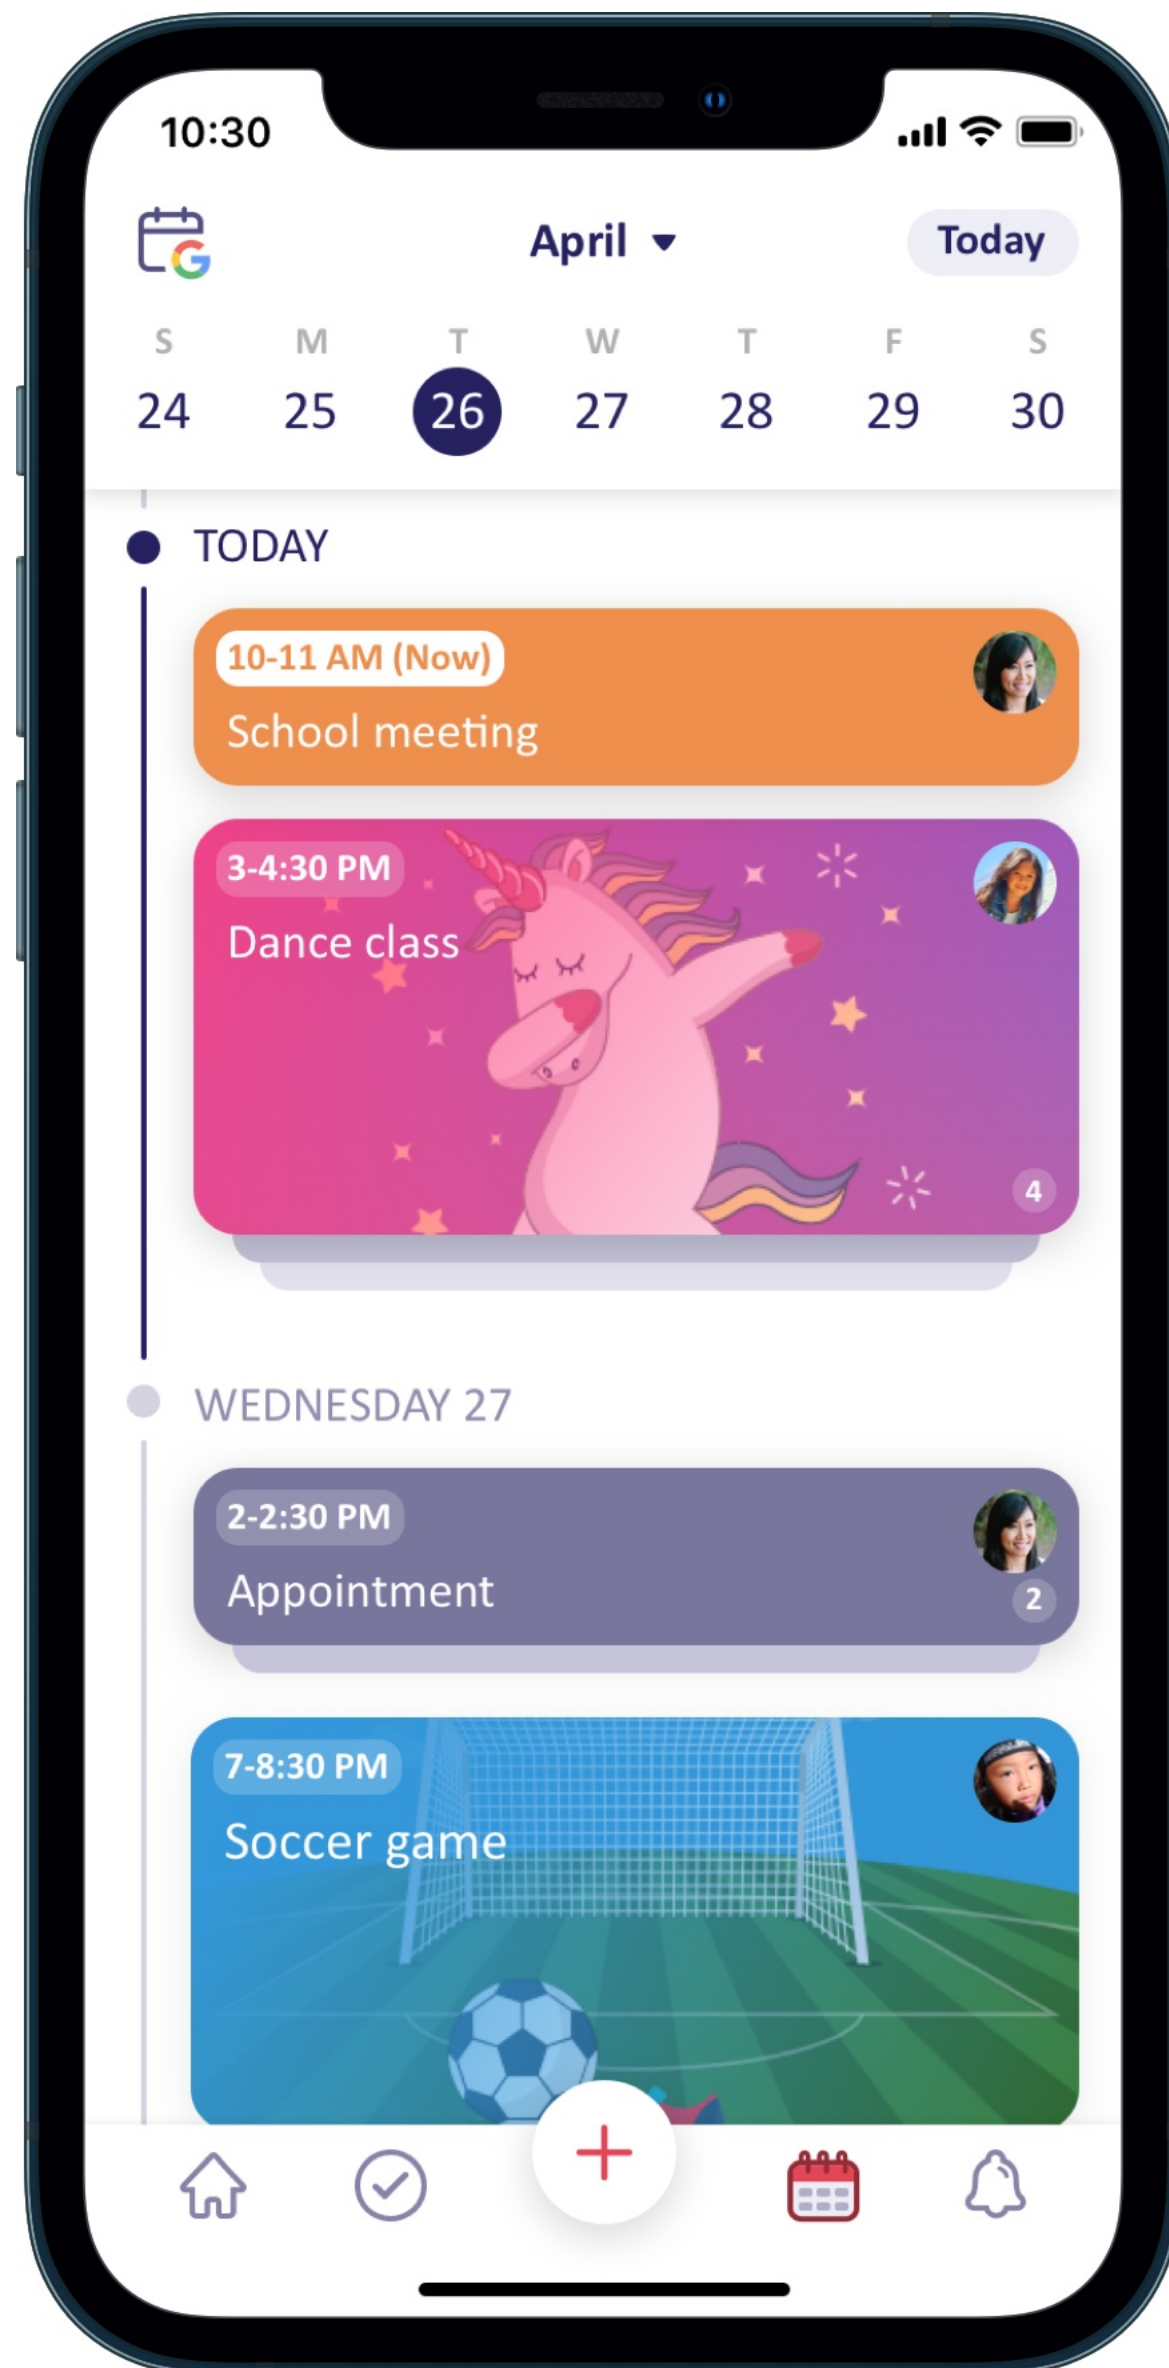 10:30
April
Today
S M T W T F S
24 25 26 27 28 29 30
TODAY
10-11 AM (Now)
School meeting
3-4:30 PM
Dance class
4
WEDNESDAY 27
2-2:30 PM
Appointment
2
7-8:30 PM
Soccer game